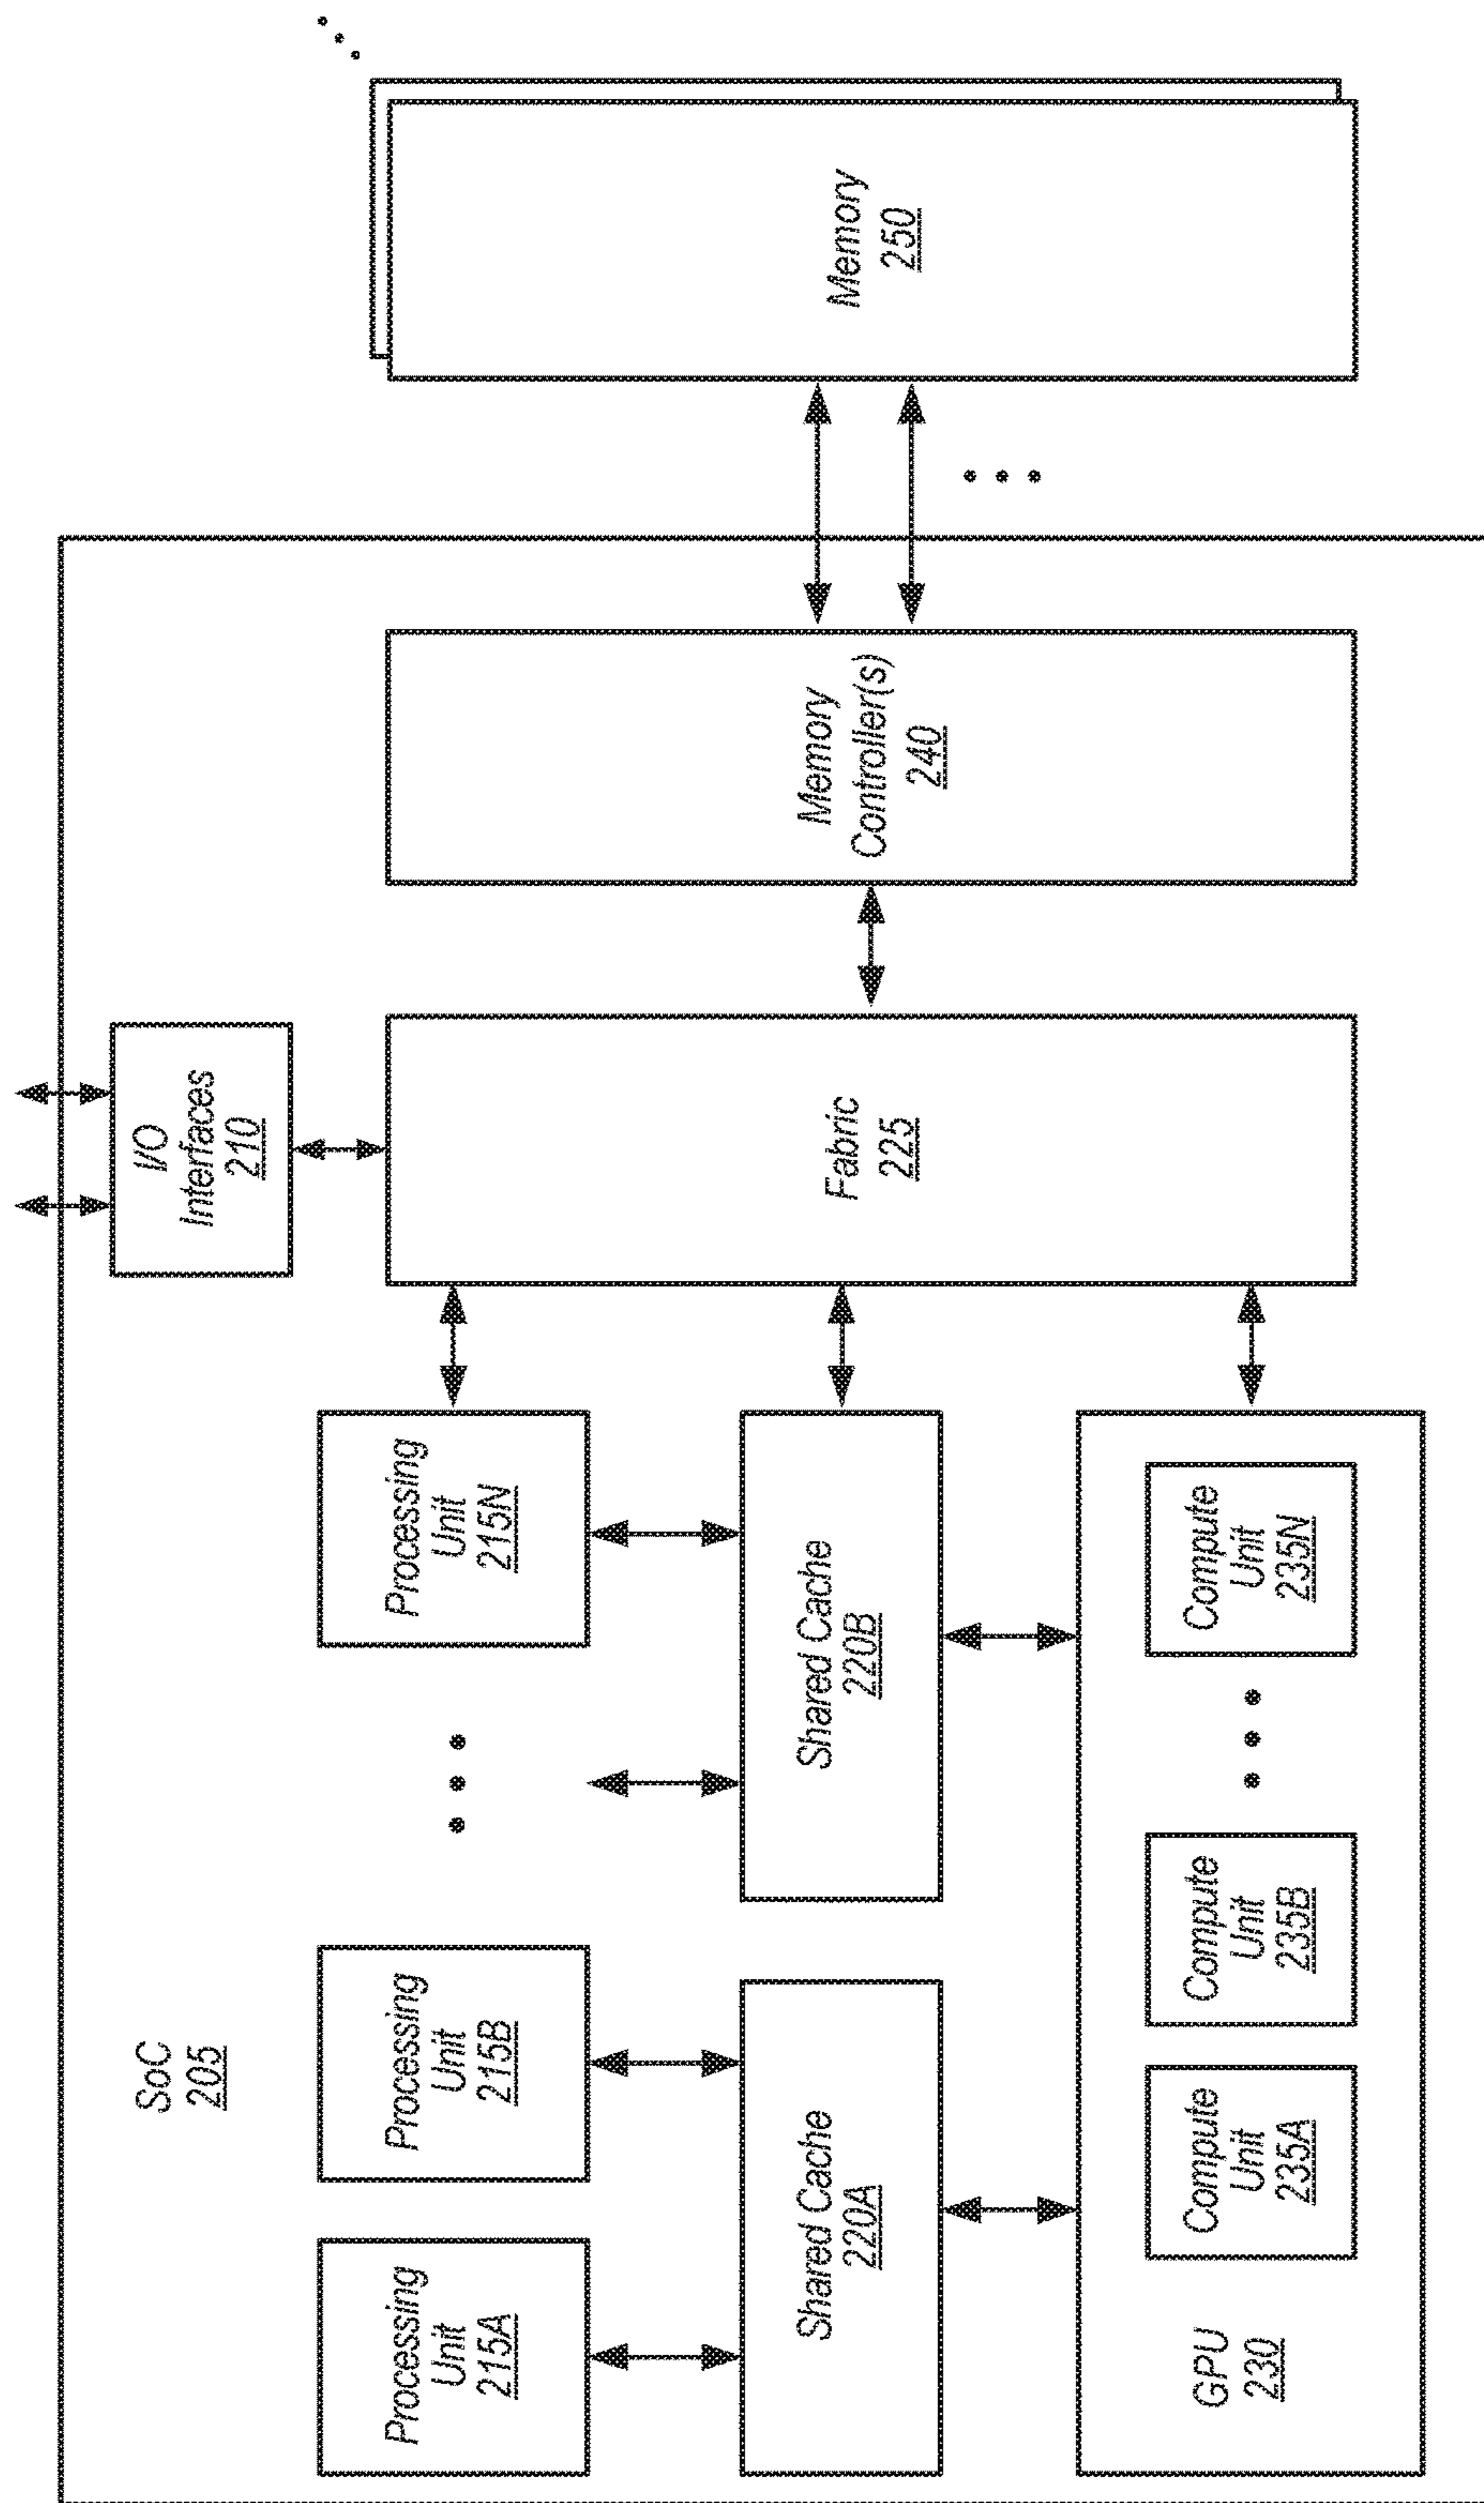 SoC
205
Processing
Unit
215A
Processing
Unit
215B
Processing
Unit
215N
I/O
Interfaces
210
Shared Cache
220A
Shared Cache
220B
Fabric
225
Memory
Controller(s)
240
Memory
250
GPU
230
Compute
Unit
235A
Compute
Unit
235B
Compute
Unit
235N